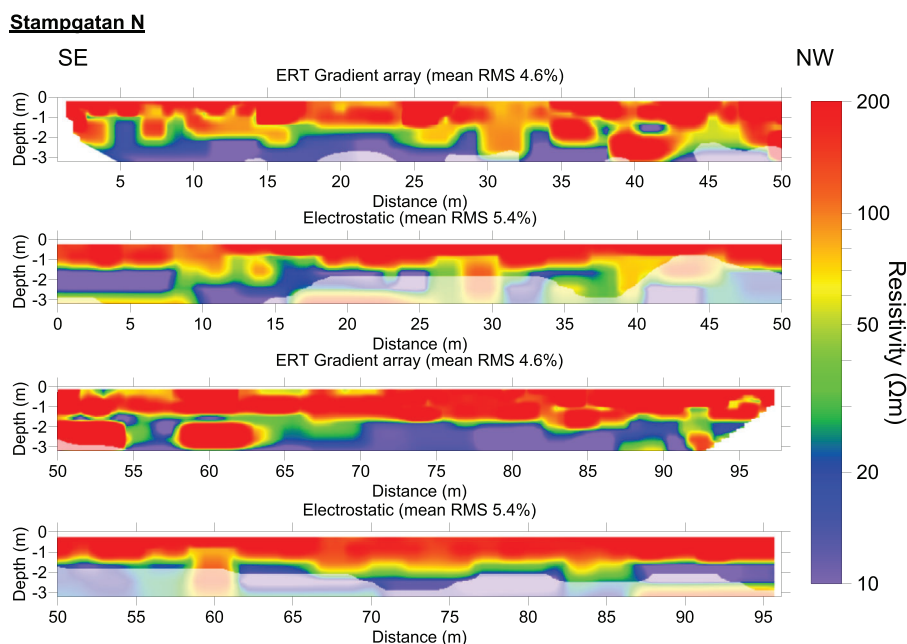 Stampgatan N
SE
NW
ERT Gradient array (mean RMS 4.6%)
Depth (m)
0
-1
-2
-3
5 10 15 20 25 30 35 40 45 50
Distance (m)
Electrostatic (mean RMS 5.4%)
Depth (m)
0
-1
-2
-3
0 5 10 15 20 25 30 35 40 45 50
Distance (m)
ERT Gradient array (mean RMS 4.6%)
Depth (m)
0
-1
-2
-3
50 55 60 65 70 75 80 85 90 95
Distance (m)
Electrostatic (mean RMS 5.4%)
Depth (m)
0
-1
-2
-3
50 55 60 65 70 75 80 85 90 95
Distance (m)
200
100
50
20
10
Resistivity (Ωm)